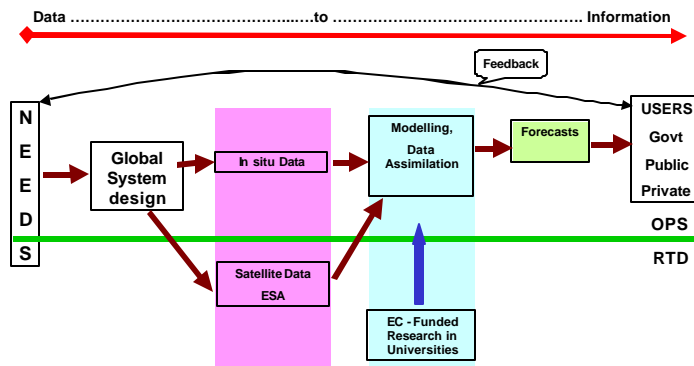 Data ………………………………..…to ……………….……………………………… Information
Feedback
N
E
E
D
S
Global
System
design
In situ Data
Modelling,
Data
Assimilation
Forecasts
USERS
Govt
Public
Private
OPS
RTD
Satellite Data
ESA
EC - Funded
Research in
Universities